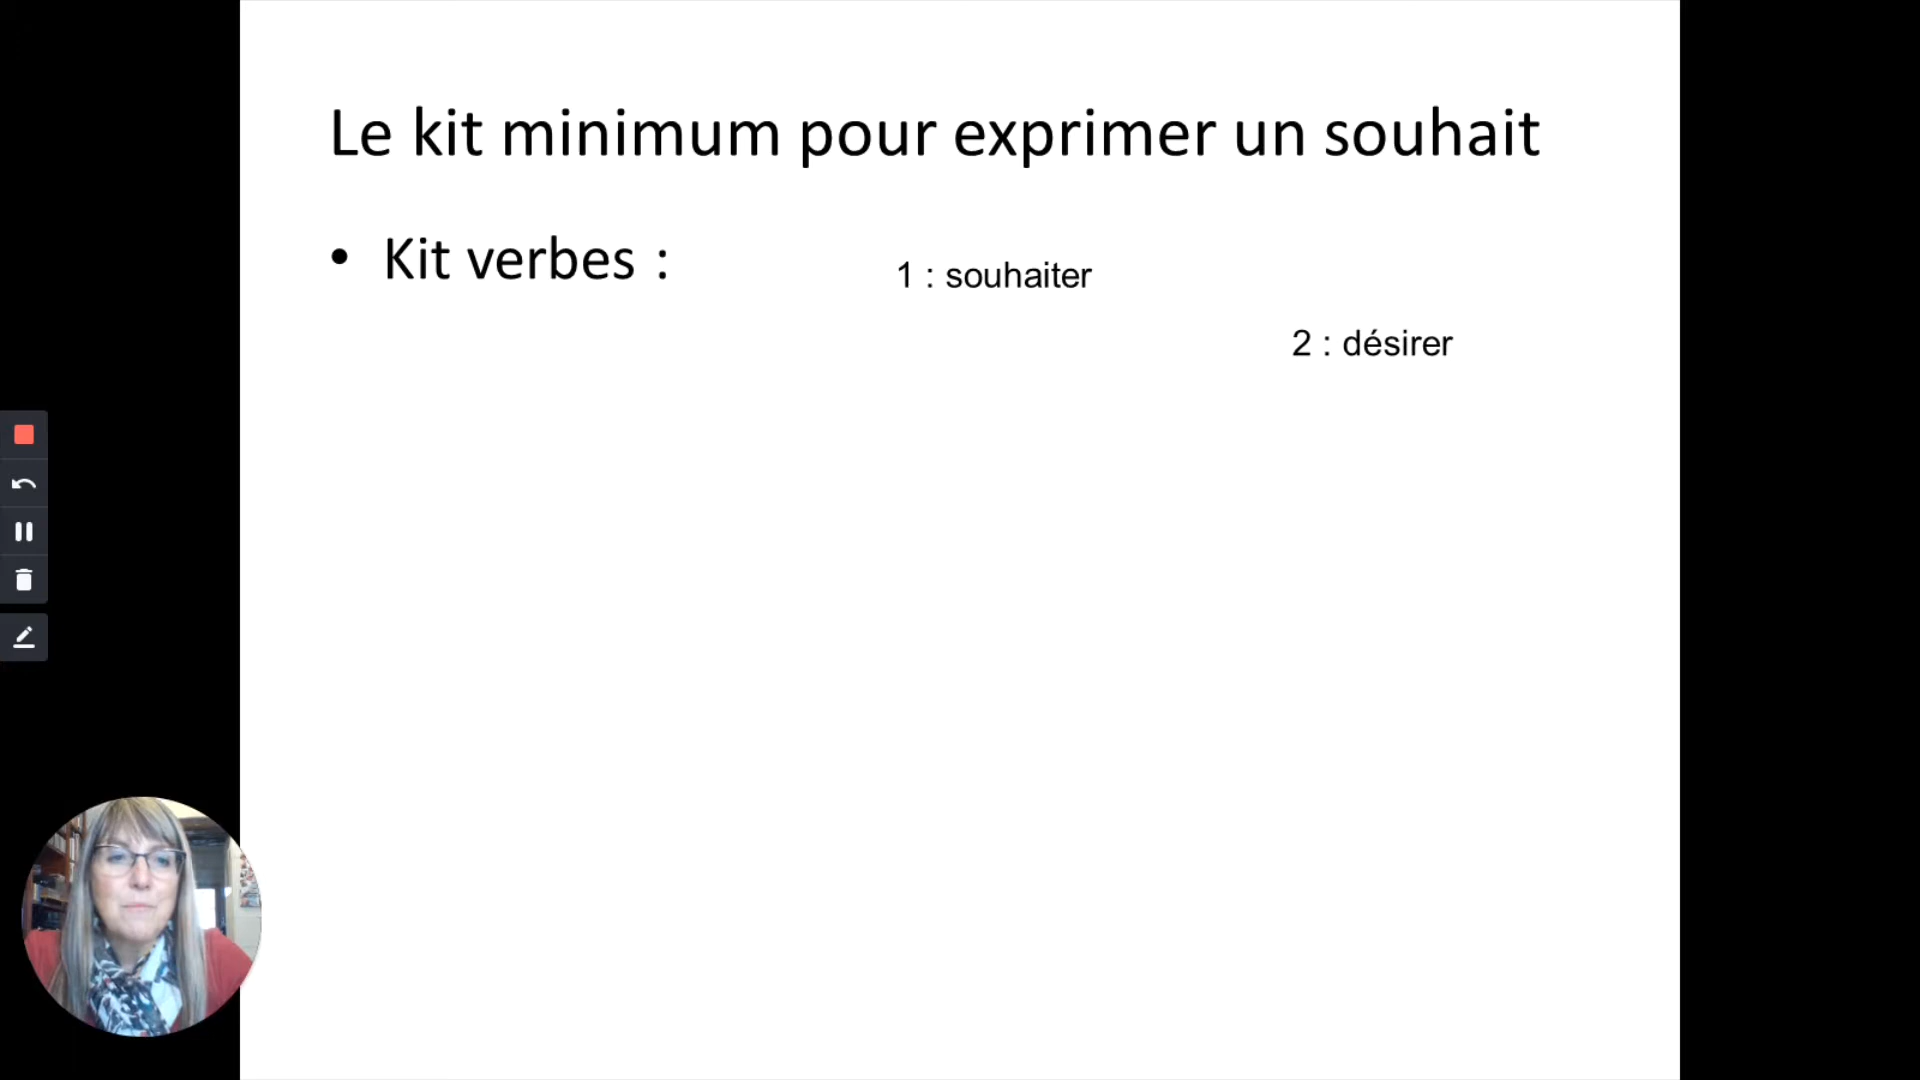 Le kit minimum pour exprimer un souhait
• Kit verbes :
1 : souhaiter
2 : désirer